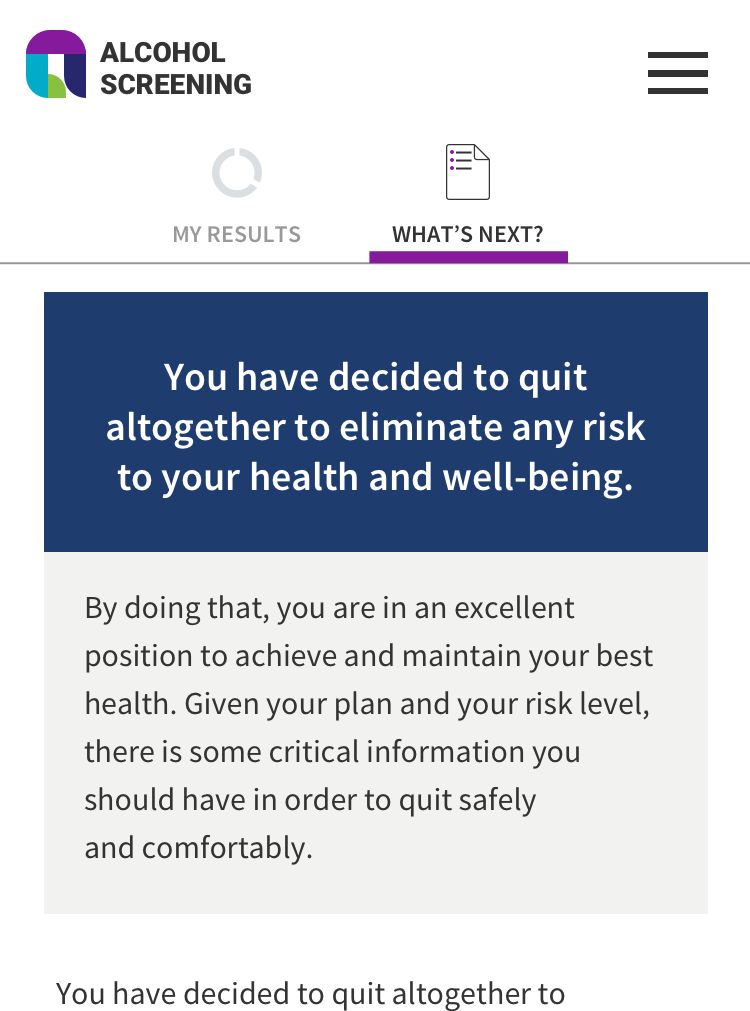 ALCOHOL
SCREENING
MY RESULTS
WHAT’S NEXT?
You have decided to quit
altogether to eliminate any risk
to your health and well-being.
By doing that, you are in an excellent
position to achieve and maintain your best
health. Given your plan and your risk level,
there is some critical information you
should have in order to quit safely
and comfortably.
You have decided to quit altogether to